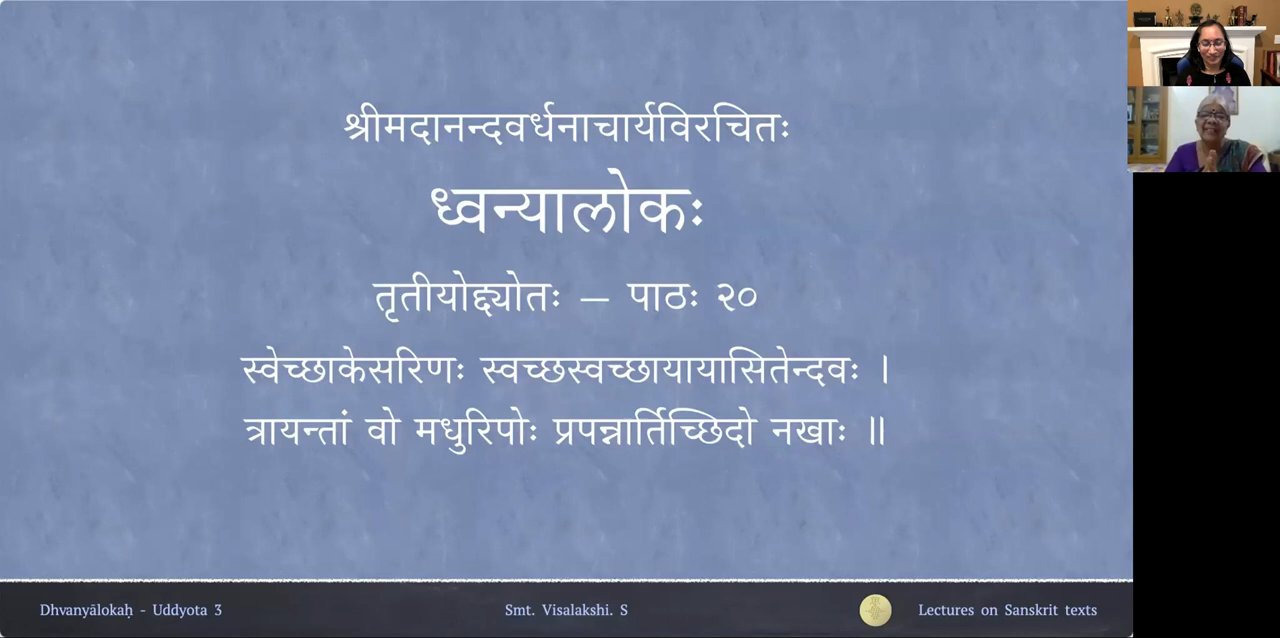 श्रीमदानन्दवर्धनाचार्यविरचितः
ध्वन्यालोकः
तृतीयोद्द्योतः — पाठः २०
स्वेच्छाकेसरिणः स्वच्छस्वच्छायायासितेन्दवः ।
त्रायन्तां वो मधुरिपोः प्रपन्नार्तिच्छिदो नखाः ॥
Dhvanyālokaḥ - Uddyota 3
Smt. Visalakshi. S
Lectures on Sanskrit texts